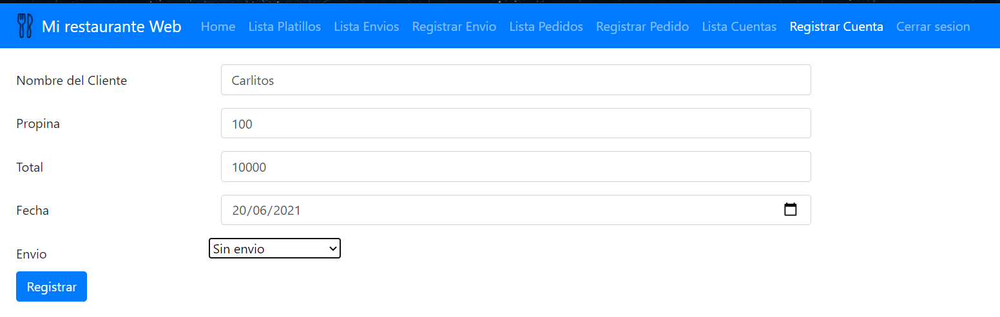 Mi restaurante Web Home Lista Platillos Lista Envios Registrar Envio Lista Pedidos Registrar Pedido Lista Cuentas Registrar Cuenta Cerrar sesion
Nombre del Cliente Carlitos
Propina 100
Total 10000
Fecha 20/06/2021
Envio Sin envio
Registrar